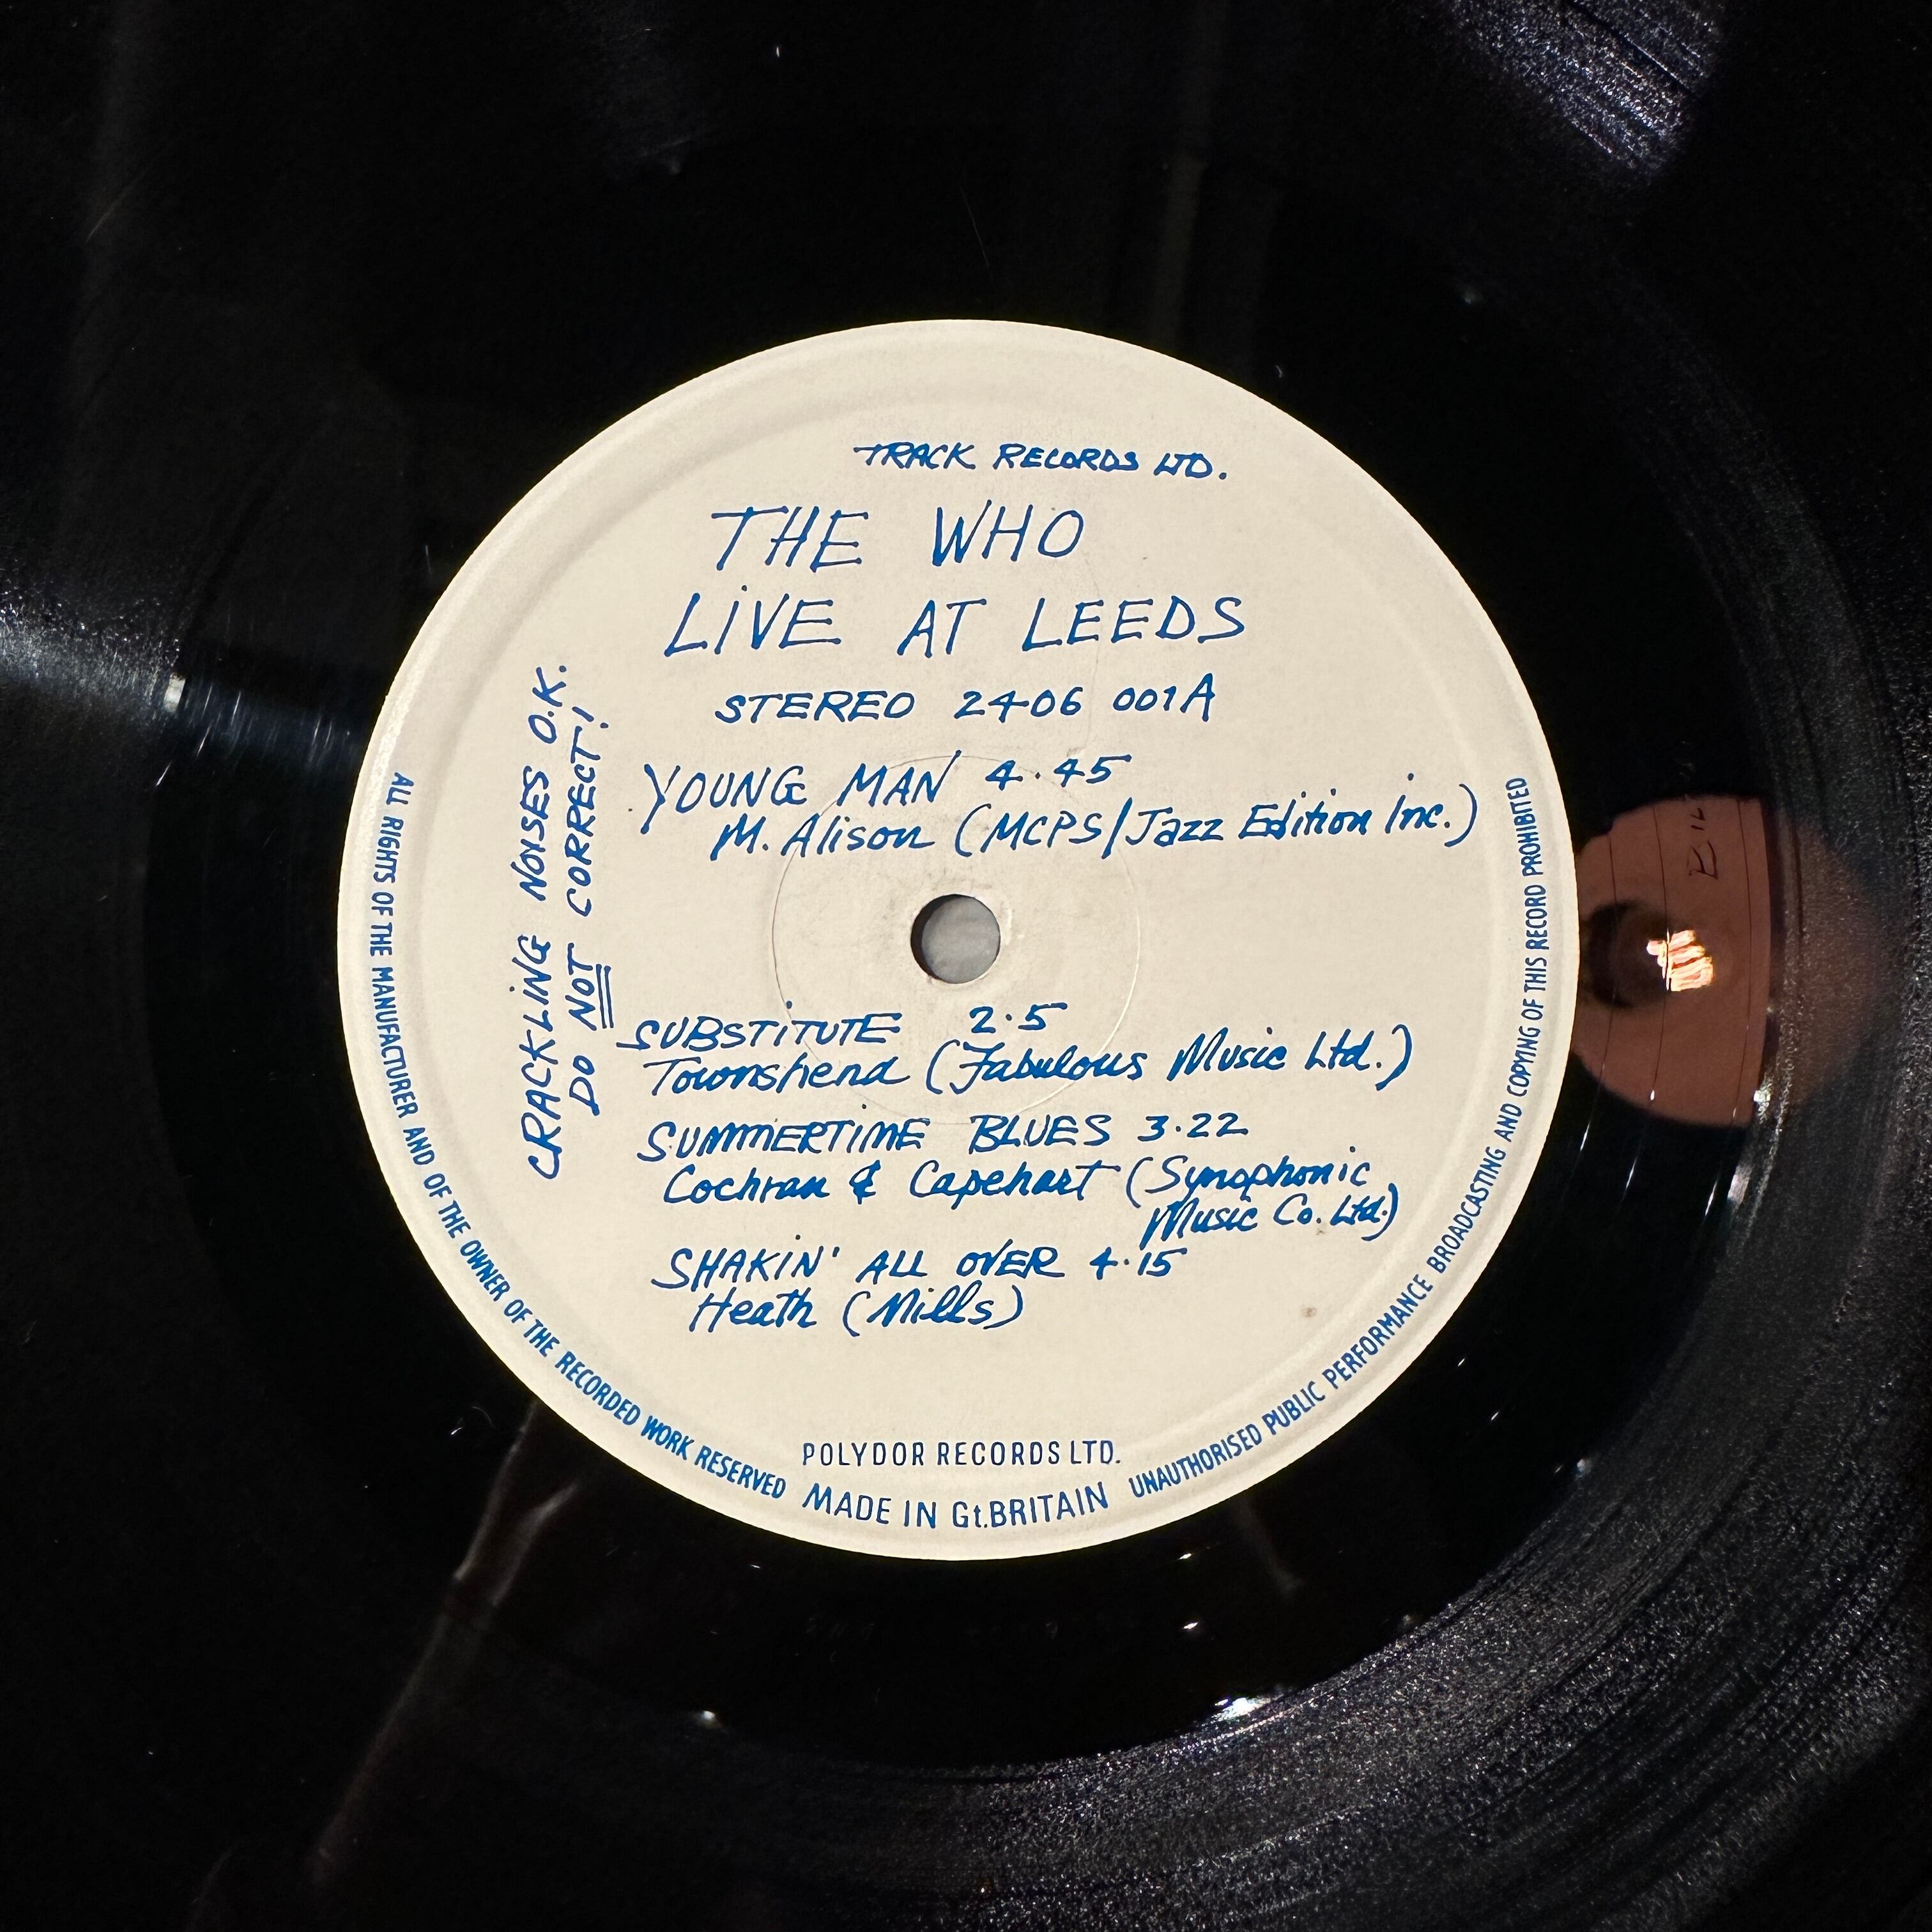 TRACK RECORDS LTD.
THE WHO
LiVE AT LEEDS
STEREO 2406 001A
YOUNG MAN 4.45
M. Alison (MCPS/Jazz Edition Inc.)
CRACKLING NOISES O.K.
DO NOT CORRECT!
SUBSTiTUTE 2.5
Townshend (Fabulous Music Ltd.)
SUMMERTIME BLUES 3.22
Cochran & Capehart (Synophonic
Music Co. Ltd.)
SHAKiN' ALL OVER 4.15
Heath (Mills)
POLYDOR RECORDS LTD.
MADE IN Gt.BRITAIN
ALL RIGHTS OF THE MANUFACTURER AND OF THE OWNER OF THE RECORDED WORK RESERVED
UNAUTHORISED PUBLIC PERFORMANCE BROADCASTING AND COPYING OF THIS RECORD PROHIBITED